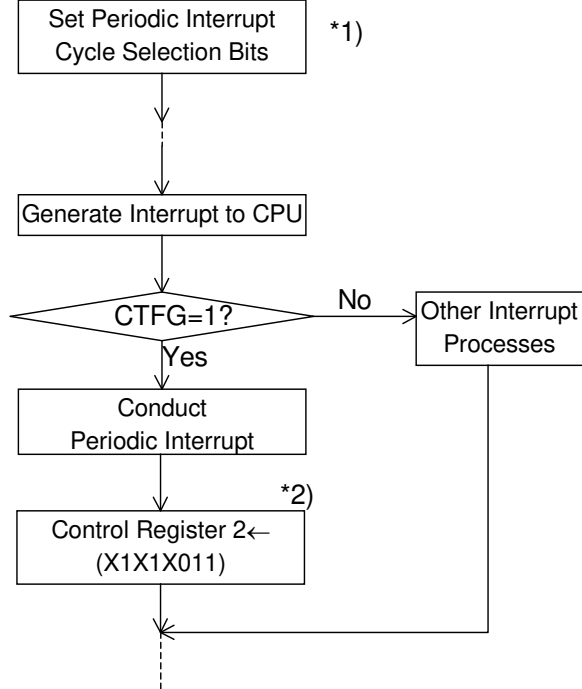 Set Periodic Interrupt
Cycle Selection Bits
*1)
Generate Interrupt to CPU
CTFG=1?
No
Other Interrupt
Processes
Yes
Conduct
Periodic Interrupt
*2)
Control Register 2←
(X1X1X011)